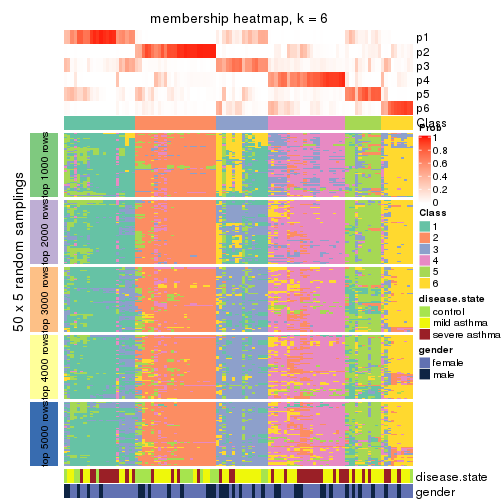 membership heatmap, k = 6
p1
p2
p3
p4
p5
p6
Class
50 x 5 random samplings
top 1000 rows
top 2000 rows
top 3000 rows
top 4000 rows
top 5000 rows
Prob
1
0.8
0.6
0.4
0.2
0
Class
1
2
3
4
5
6
disease.state
control
mild asthma
severe asthma
gender
female
male
disease.state
gender